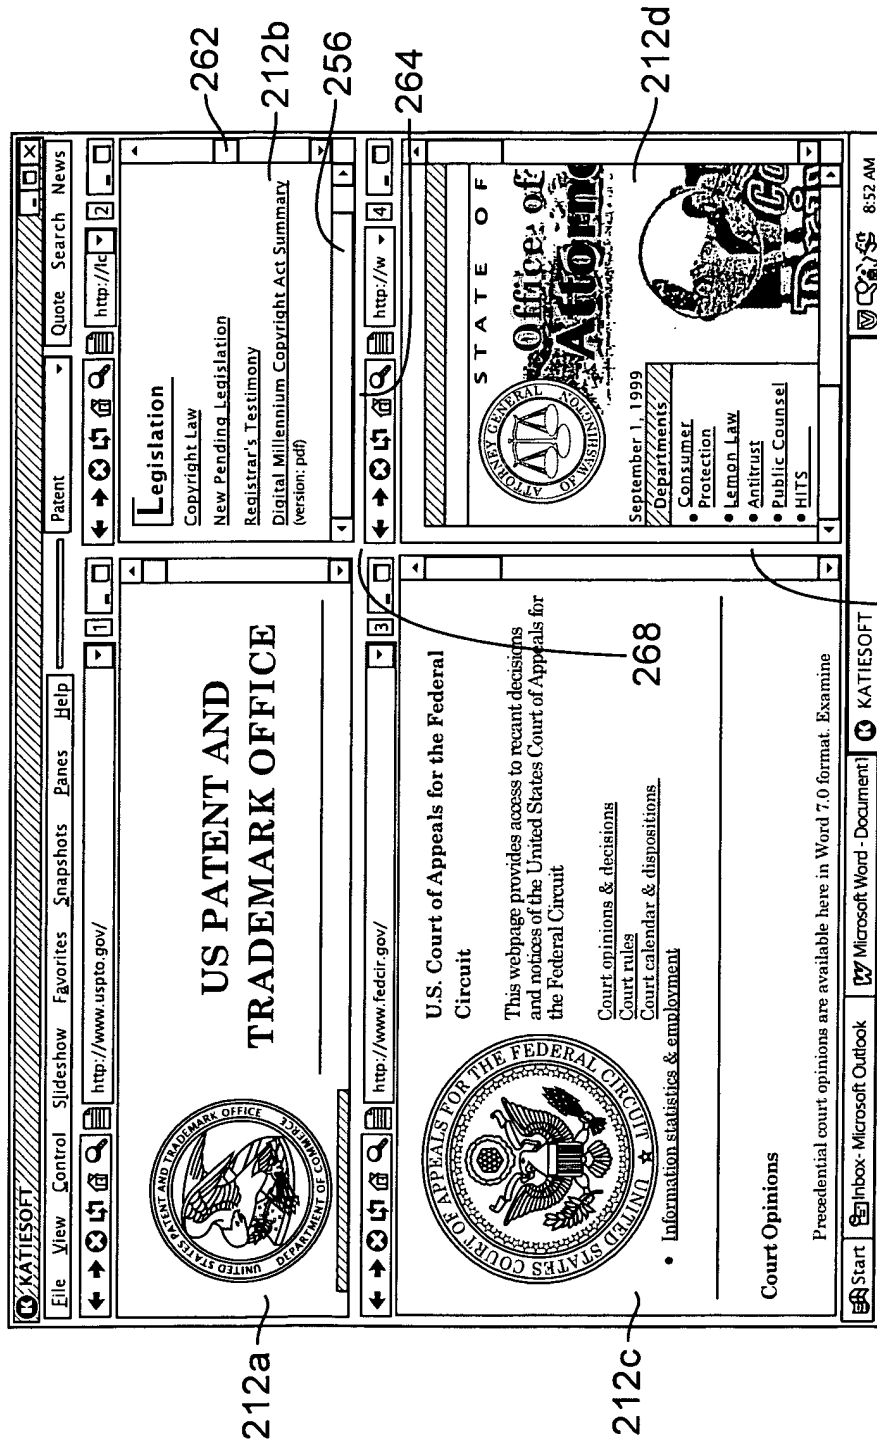 KATIESOFT
File View Control Slideshow Favorites Snapshots Panes Help
Patent
Quote Search News
http://www.uspto.gov/
1
http://lc
2
UNITED STATES PATENT AND TRADEMARK OFFICE
DEPARTMENT OF COMMERCE
US PATENT AND
TRADEMARK OFFICE
Legislation
Copyright Law
New Pending Legislation
Registrar's Testimony
Digital Millennium Copyright Act Summary
(version: pdf)
http://www.fedcir.gov/
3
http://w
4
UNITED STATES COURT OF APPEALS FOR THE FEDERAL CIRCUIT
U.S. Court of Appeals for the Federal
Circuit
This webpage provides access to recant decisions
and notices of the United States Court of Appeals for
the Federal Circuit
Court opinions & decisions
Court rules
Court calendar & dispositions
• Information statistics & employment
Court Opinions
Precedential court opinions are available here in Word 7.0 format. Examine
STATE OF
Office of
Attorne
ATTORNEY GENERAL
OF WASHINGTON
September 1, 1999
Departments
• Consumer
Protection
• Lemon Law
• Antitrust
• Public Counsel
• HITS
Start
Inbox - Microsoft Outlook
Microsoft Word - Document1
KATIESOFT
8:52 AM
212a
212c
268
262
212b
256
264
212d